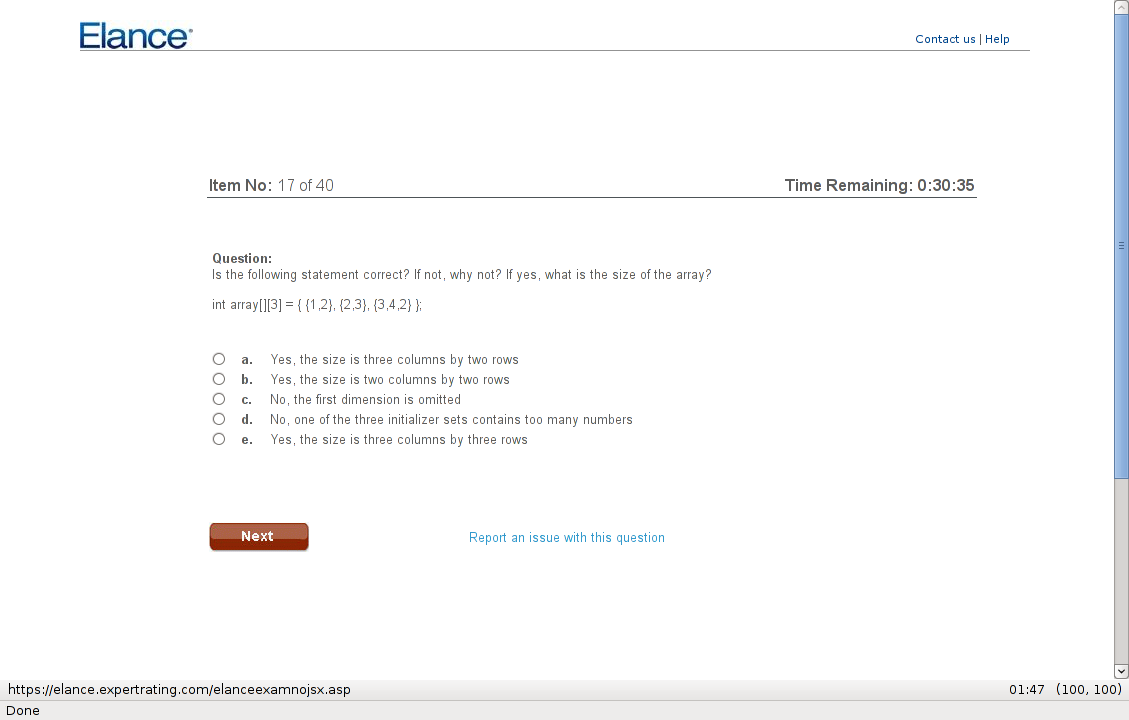 Elance
Contact us | Help
Item No: 17 of 40
Time Remaining: 0:30:35
Question:
Is the following statement correct? If not, why not? If yes, what is the size of the array?
int array[][3] = { {1,2}, {2,3}, {3,4,2} };
a. Yes, the size is three columns by two rows
b. Yes, the size is two columns by two rows
c. No, the first dimension is omitted
d. No, one of the three initializer sets contains too many numbers
e. Yes, the size is three columns by three rows
Next
Report an issue with this question
https://elance.expertrating.com/elanceexamnojsx.asp
01:47 (100, 100)
Done